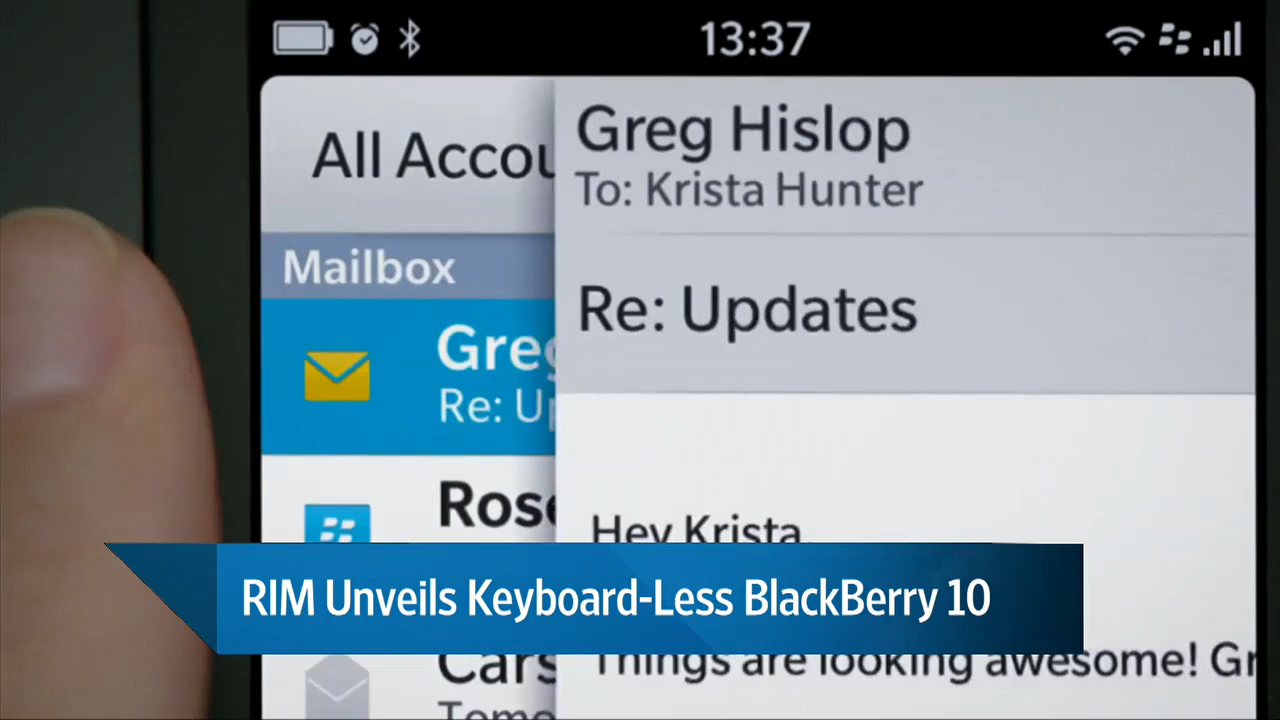 13:37
All Accou
Greg Hislop
To: Krista Hunter
Mailbox
Re: Updates
Greg
Re: Up
Rose
Hey Krista
RIM Unveils Keyboard-Less BlackBerry 10
Cars
Things are looking awesome! Gr
Tomo